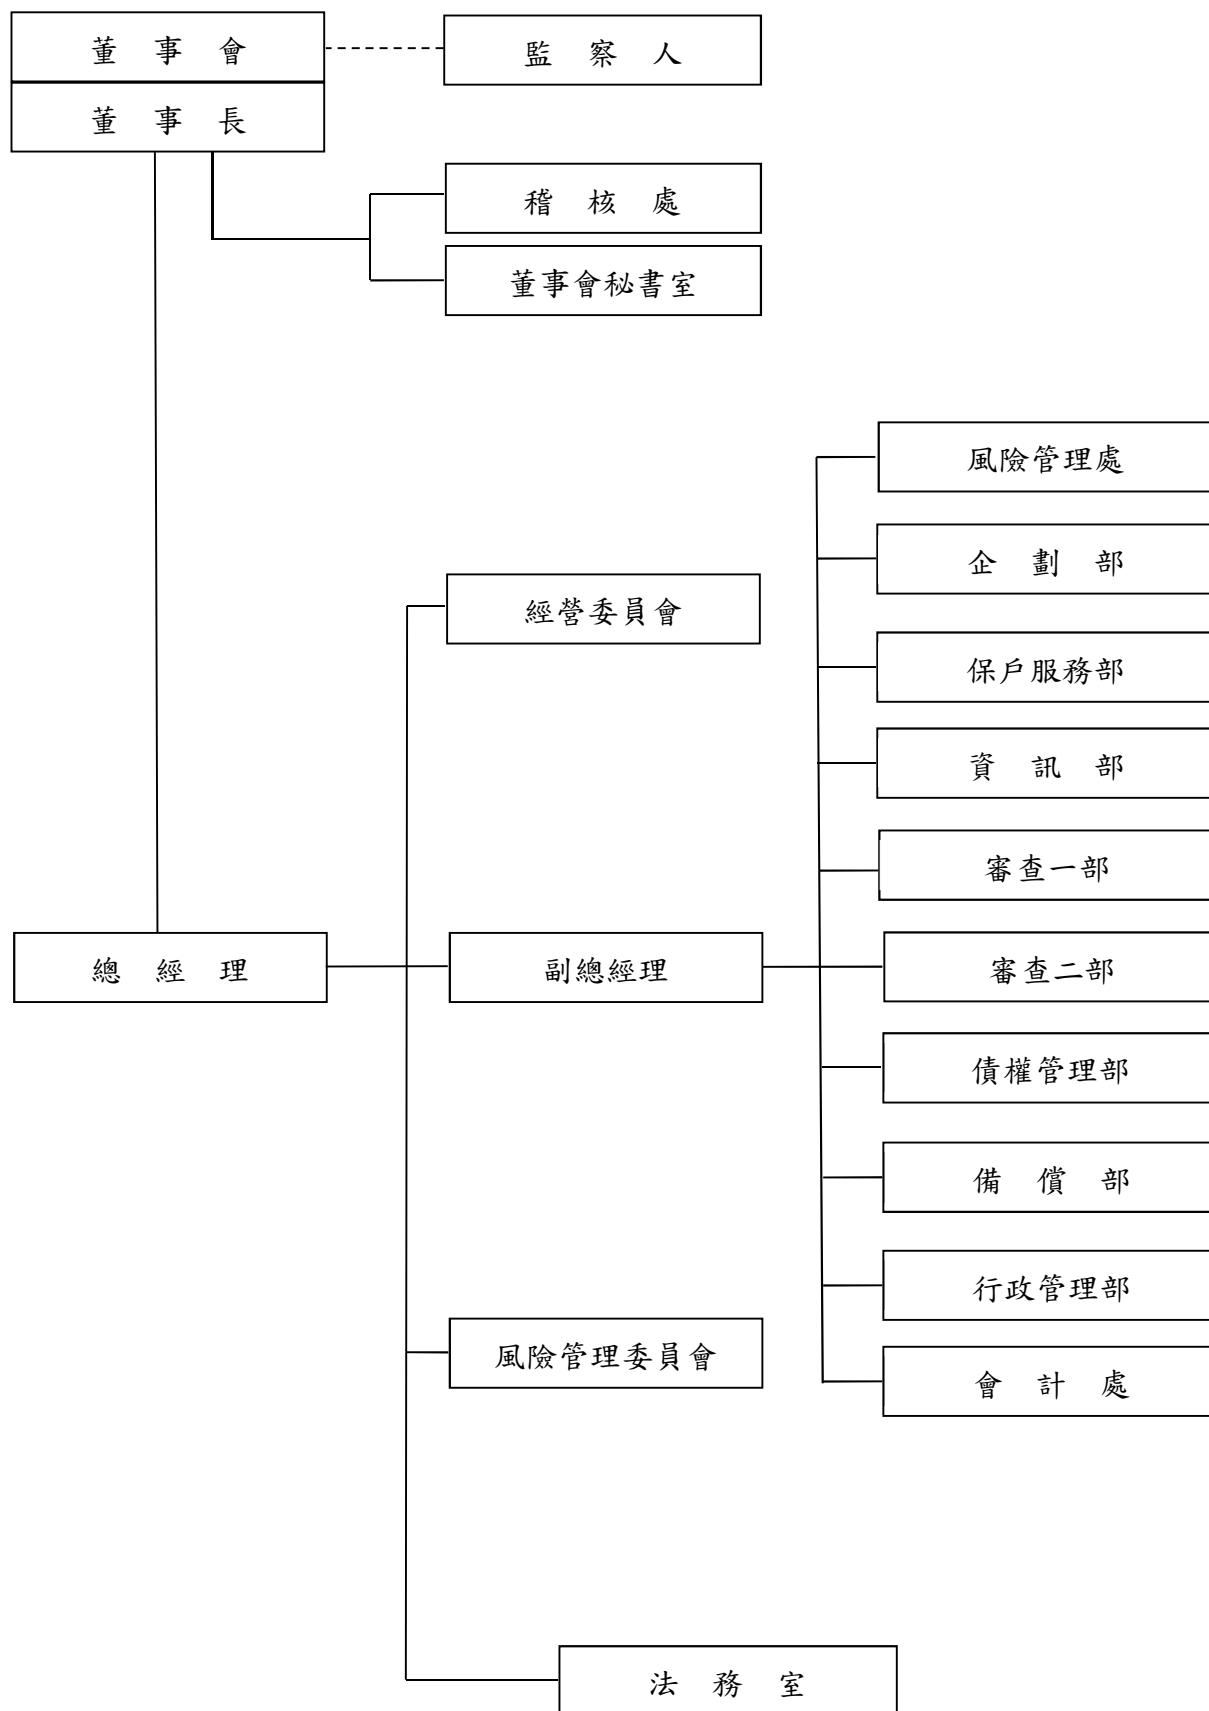 董事會
監察人
董事長
稽核處
董事會秘書室
風險管理處
企劃部
經營委員會
保戶服務部
資訊部
審查一部
總經理
副總經理
審查二部
債權管理部
備償部
行政管理部
風險管理委員會
會計處
法務室